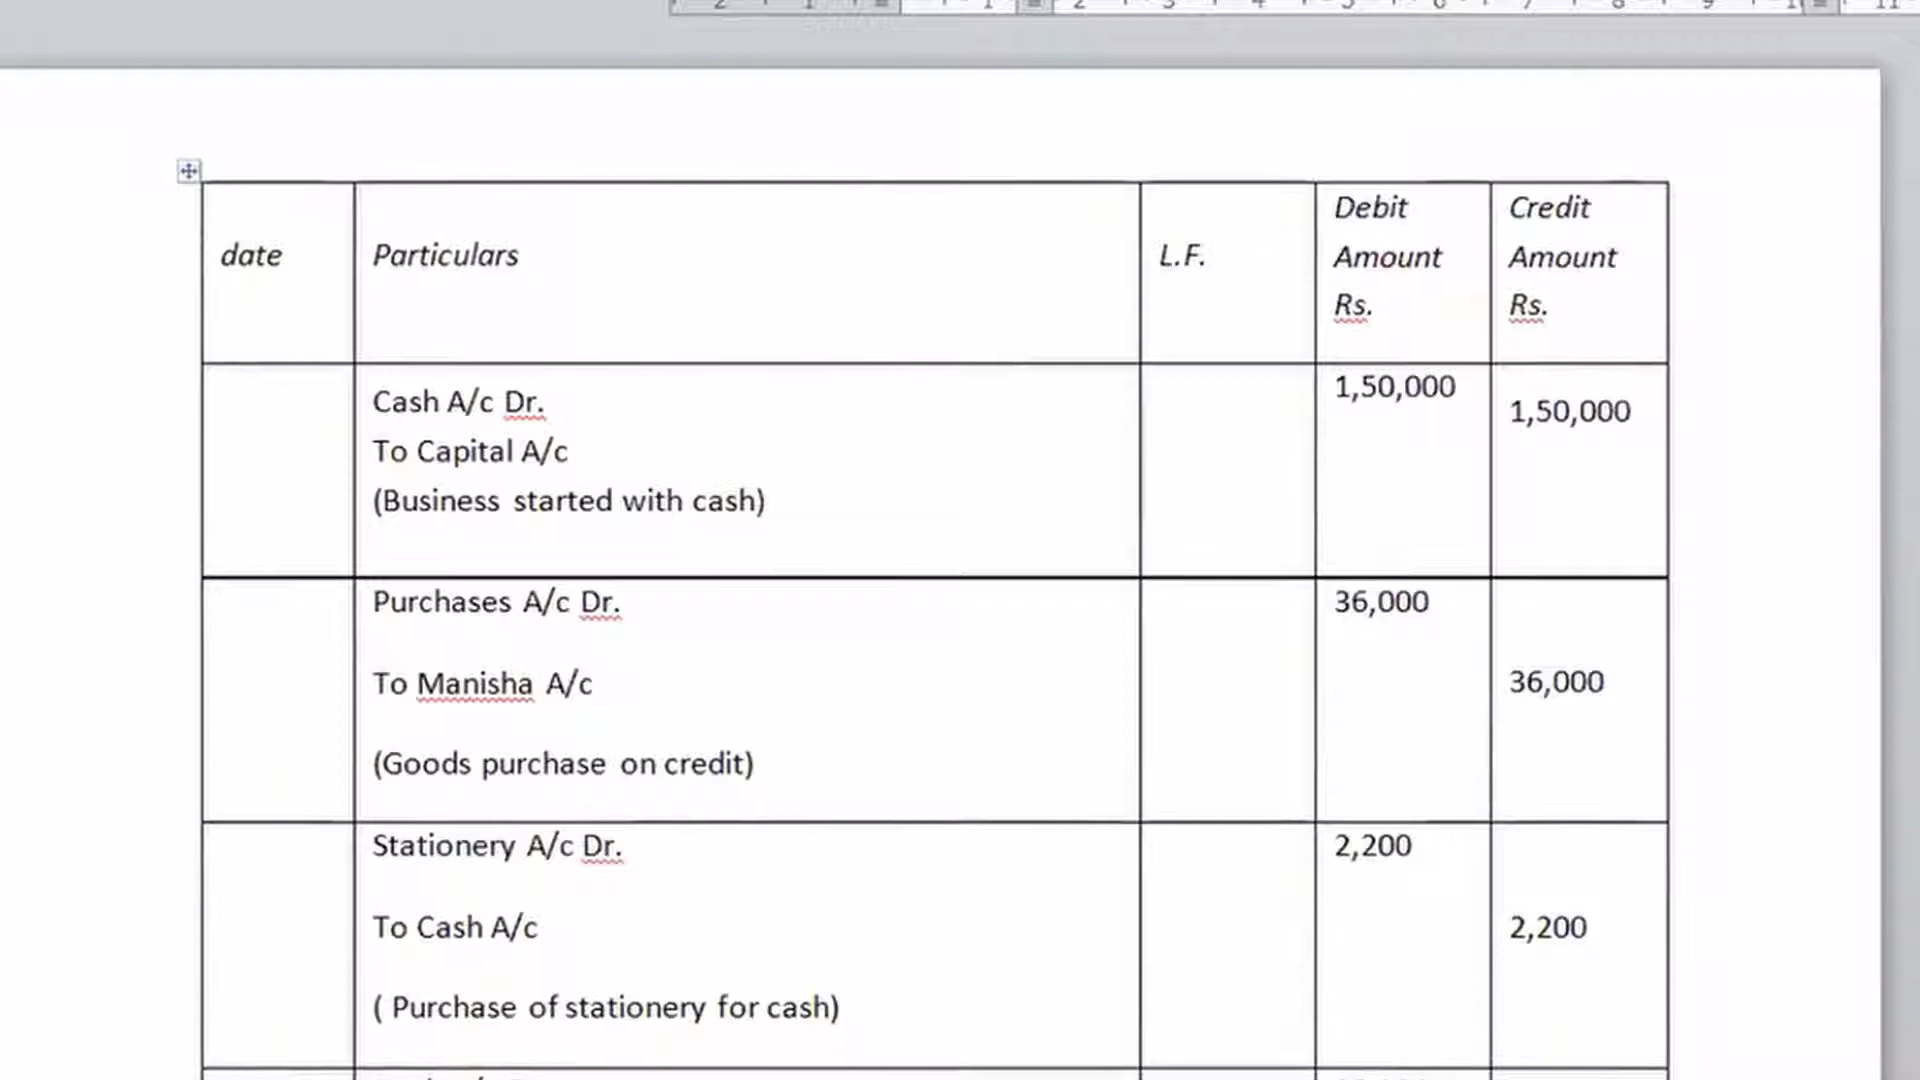 date
Particulars
L.F.
Debit
Amount
Rs.
Credit
Amount
Rs.
Cash A/c Dr.
To Capital A/c
(Business started with cash)
1,50,000
1,50,000
Purchases A/c Dr.
To Manisha A/c
(Goods purchase on credit)
36,000
36,000
Stationery A/c Dr.
To Cash A/c
( Purchase of stationery for cash)
2,200
2,200